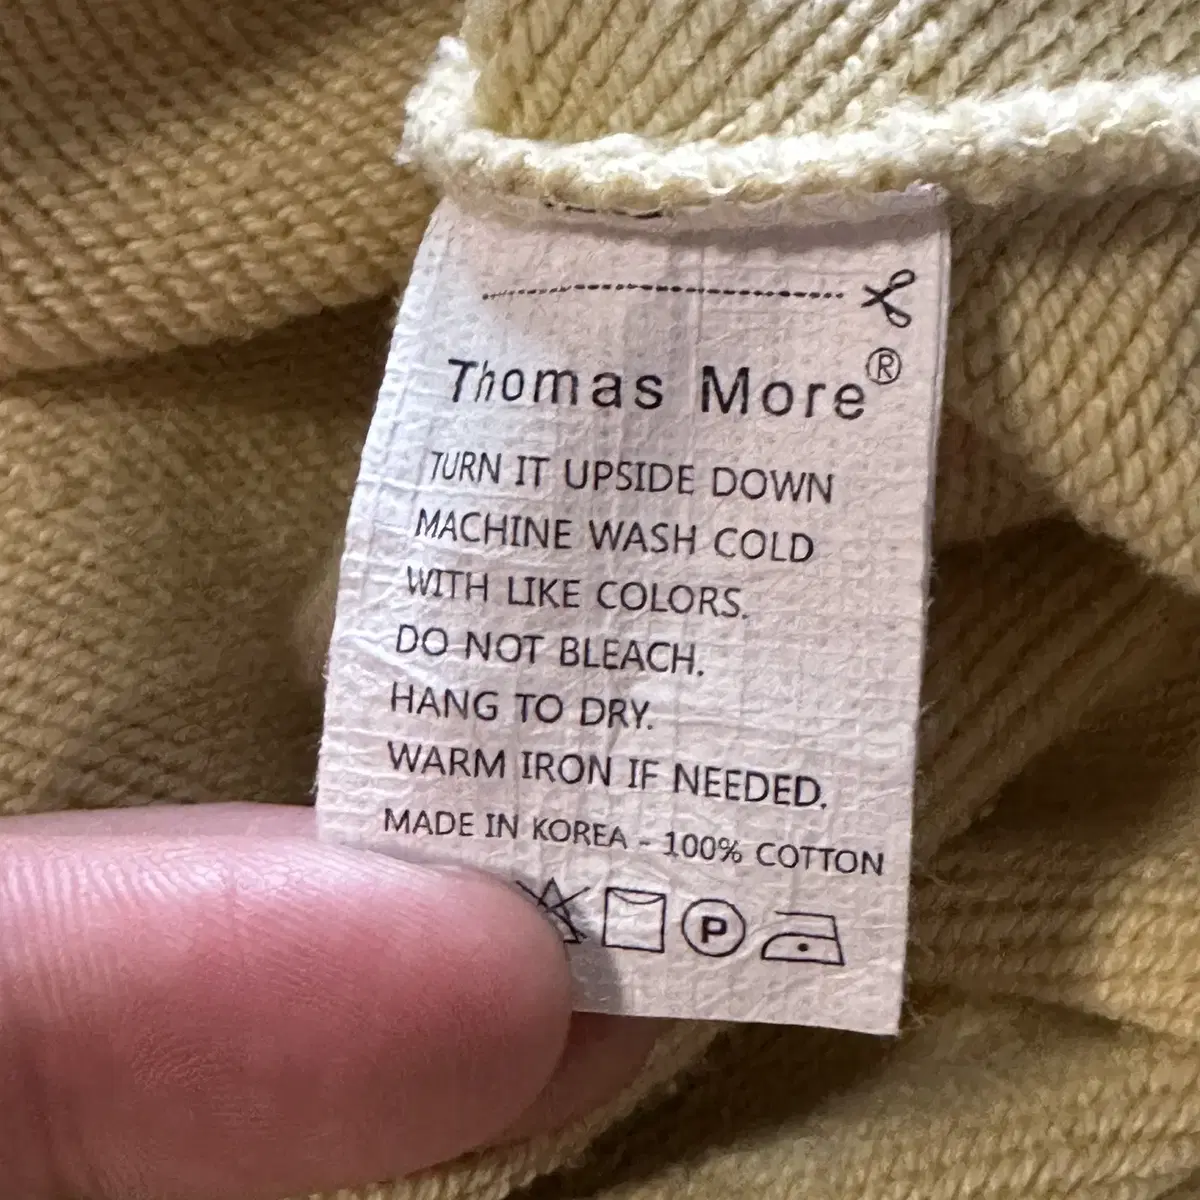 Thomas More®
TURN IT UPSIDE DOWN
MACHINE WASH COLD
WITH LIKE COLORS.
DO NOT BLEACH.
HANG TO DRY.
WARM IRON IF NEEDED.
MADE IN KOREA - 100% COTTON
P